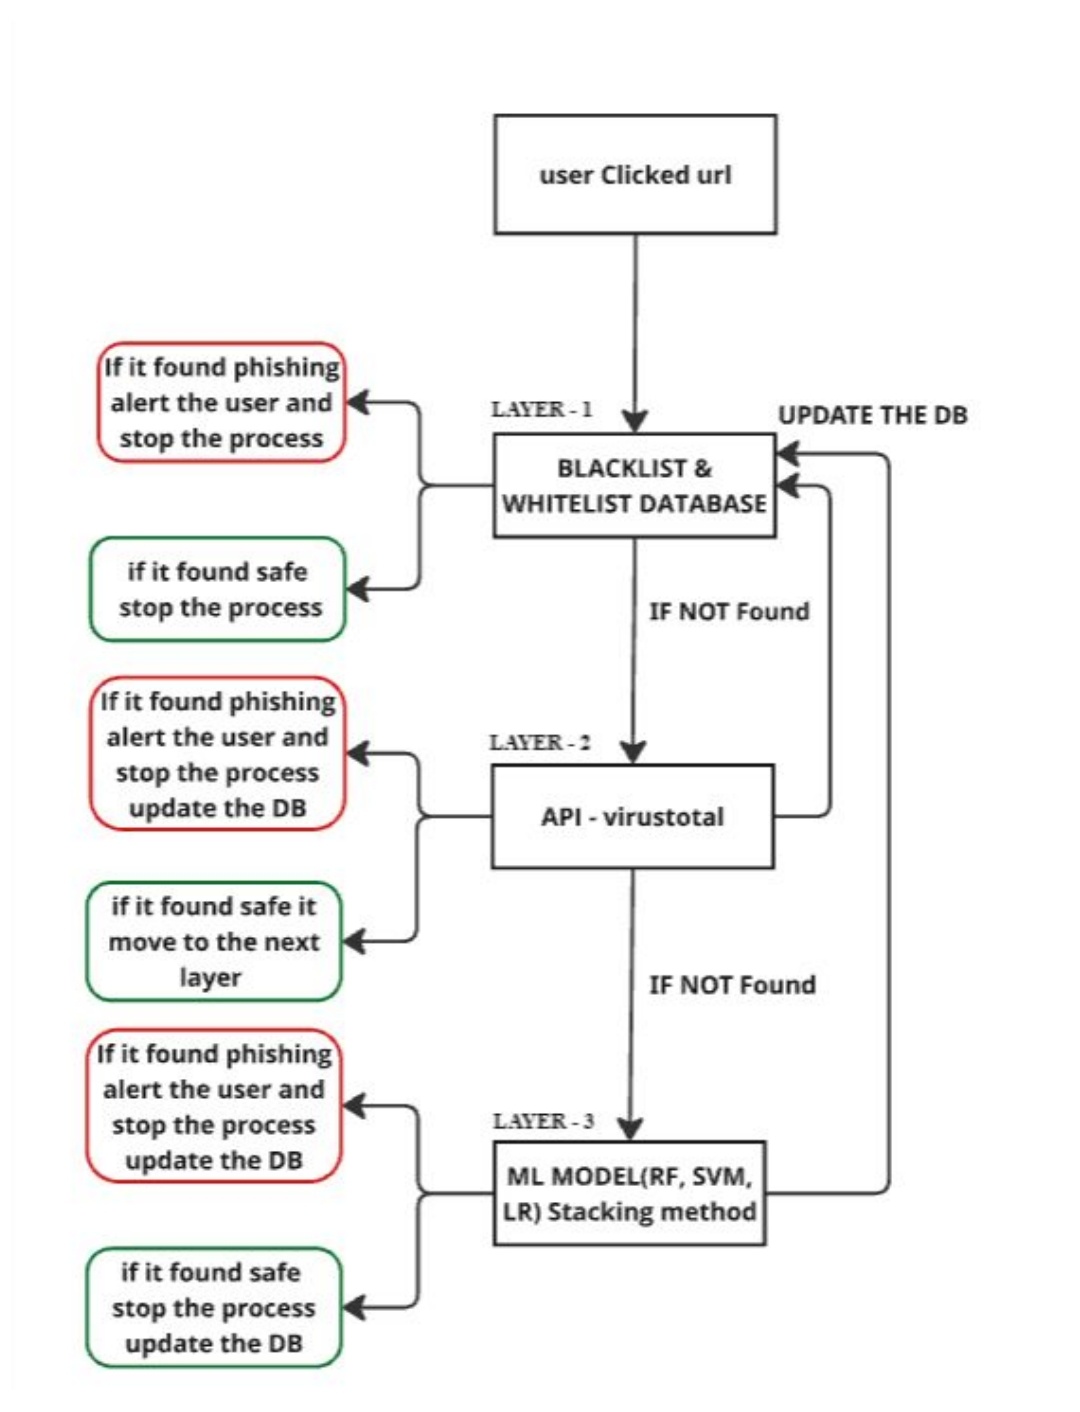 user Clicked url
If it found phishing
alert the user and
stop the process
LAYER - 1
UPDATE THE DB
BLACKLIST &
WHITELIST DATABASE
if it found safe
stop the process
IF NOT Found
If it found phishing
alert the user and
stop the process
update the DB
LAYER - 2
API - virustotal
if it found safe it
move to the next
layer
IF NOT Found
If it found phishing
alert the user and
stop the process
update the DB
LAYER - 3
ML MODEL(RF, SVM,
LR) Stacking method
if it found safe
stop the process
update the DB